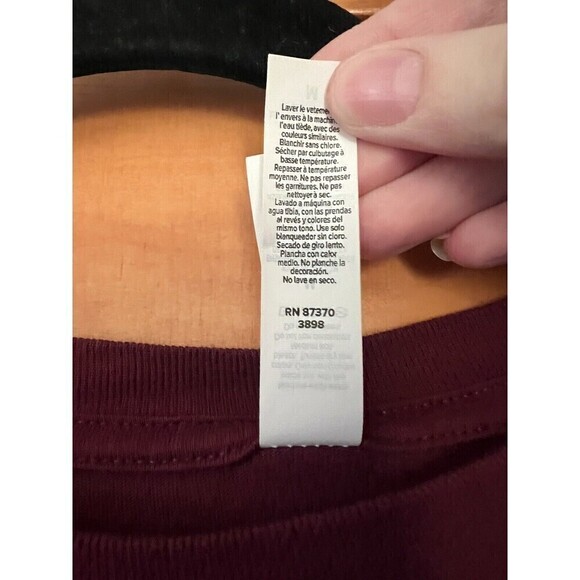 Laver le vetement
l' envers à la machine
l'eau tiède, avec des
couleurs similaires.
Blanchir sans chlore.
Sécher par culbutage à
basse température.
Repasser à température
moyenne. Ne pas repasser
les garnitures. Ne pas
nettoyer à sec.
Lavado a máquina con
agua tibia, con las prendas
al revés y colores del
mismo tono. Use solo
blanqueador sin cloro.
Secado de giro lento.
Plancha con calor
medio. No planche la
decoración.
No lave en seco.
RN 87370
3898